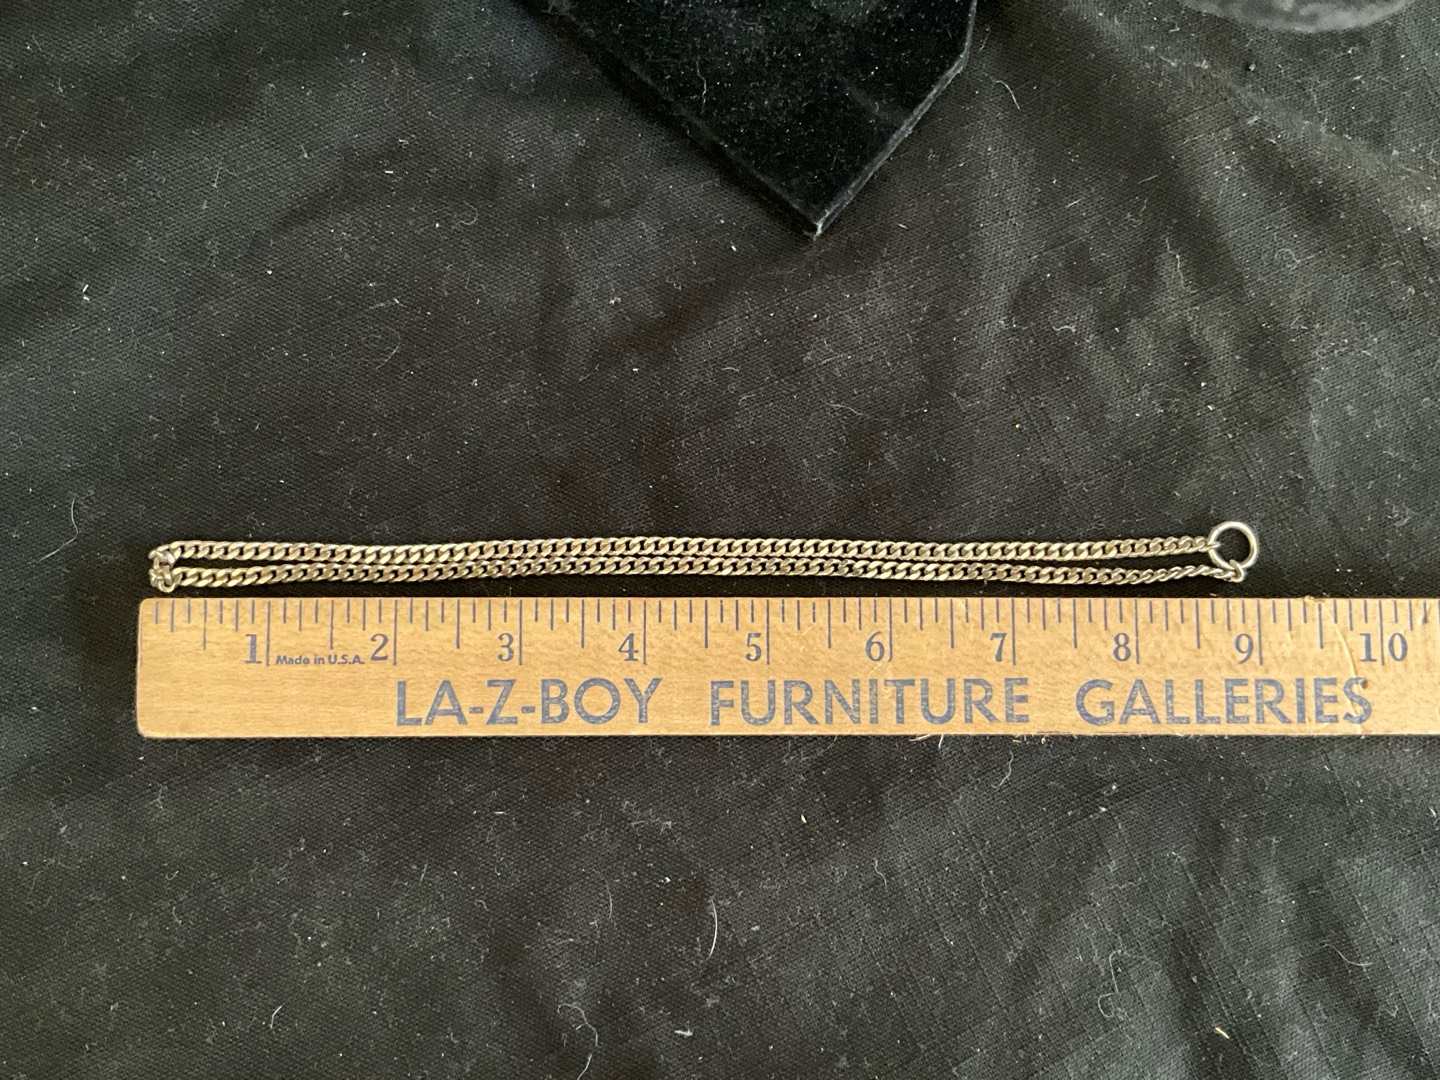 1 Made in U.S.A. 2 3 4 5 6 7 8 9 10
LA-Z-BOY FURNITURE GALLERIES